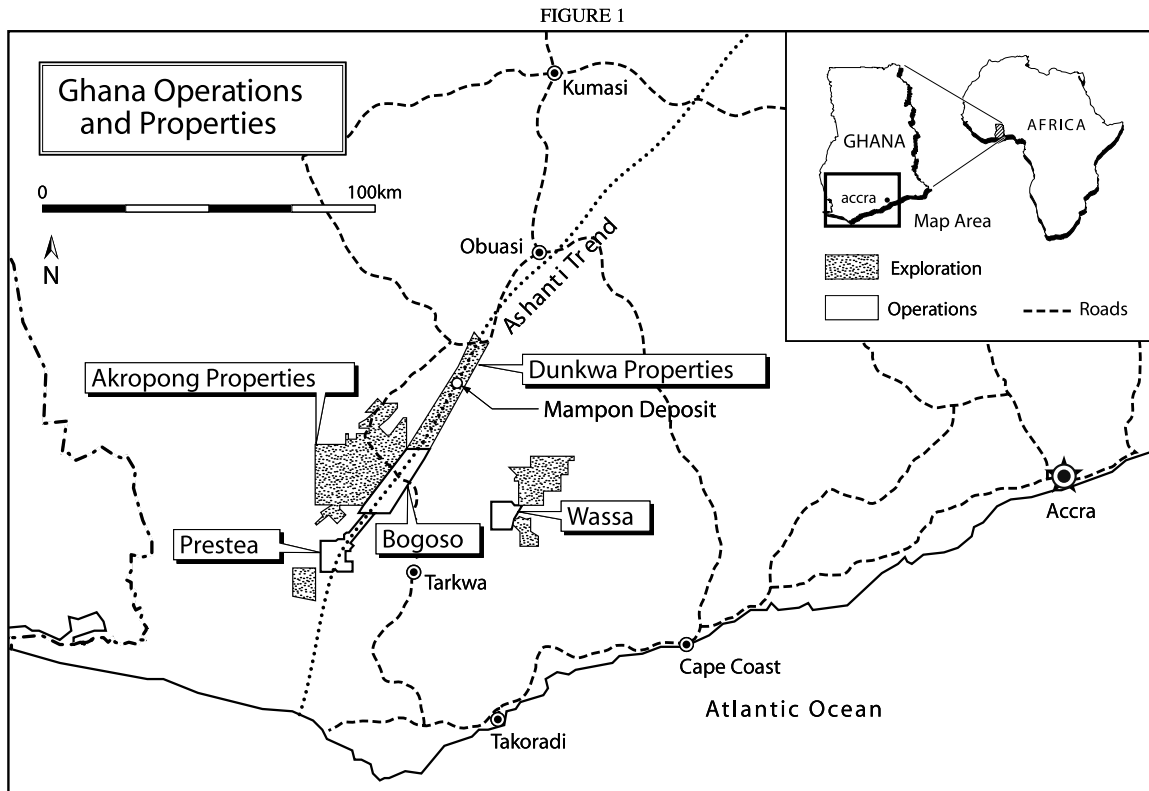 FIGURE 1
Ghana Operations
and Properties
0 100km
N
Kumasi
Obuasi
Ashanti Trend
GHANA
AFRICA
accra
Map Area
Exploration
Operations
Roads
Akropong Properties
Dunkwa Properties
Mampon Deposit
Prestea
Bogoso
Wassa
Tarkwa
Accra
Cape Coast
Takoradi
Atlantic Ocean